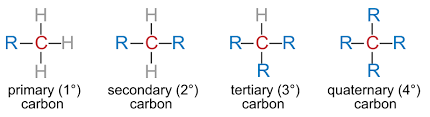 H H H R
R–C–H R–C–R R–C–R R–C–R
H H R R
primary (1°) secondary (2°) tertiary (3°) quaternary (4°)
carbon carbon carbon carbon